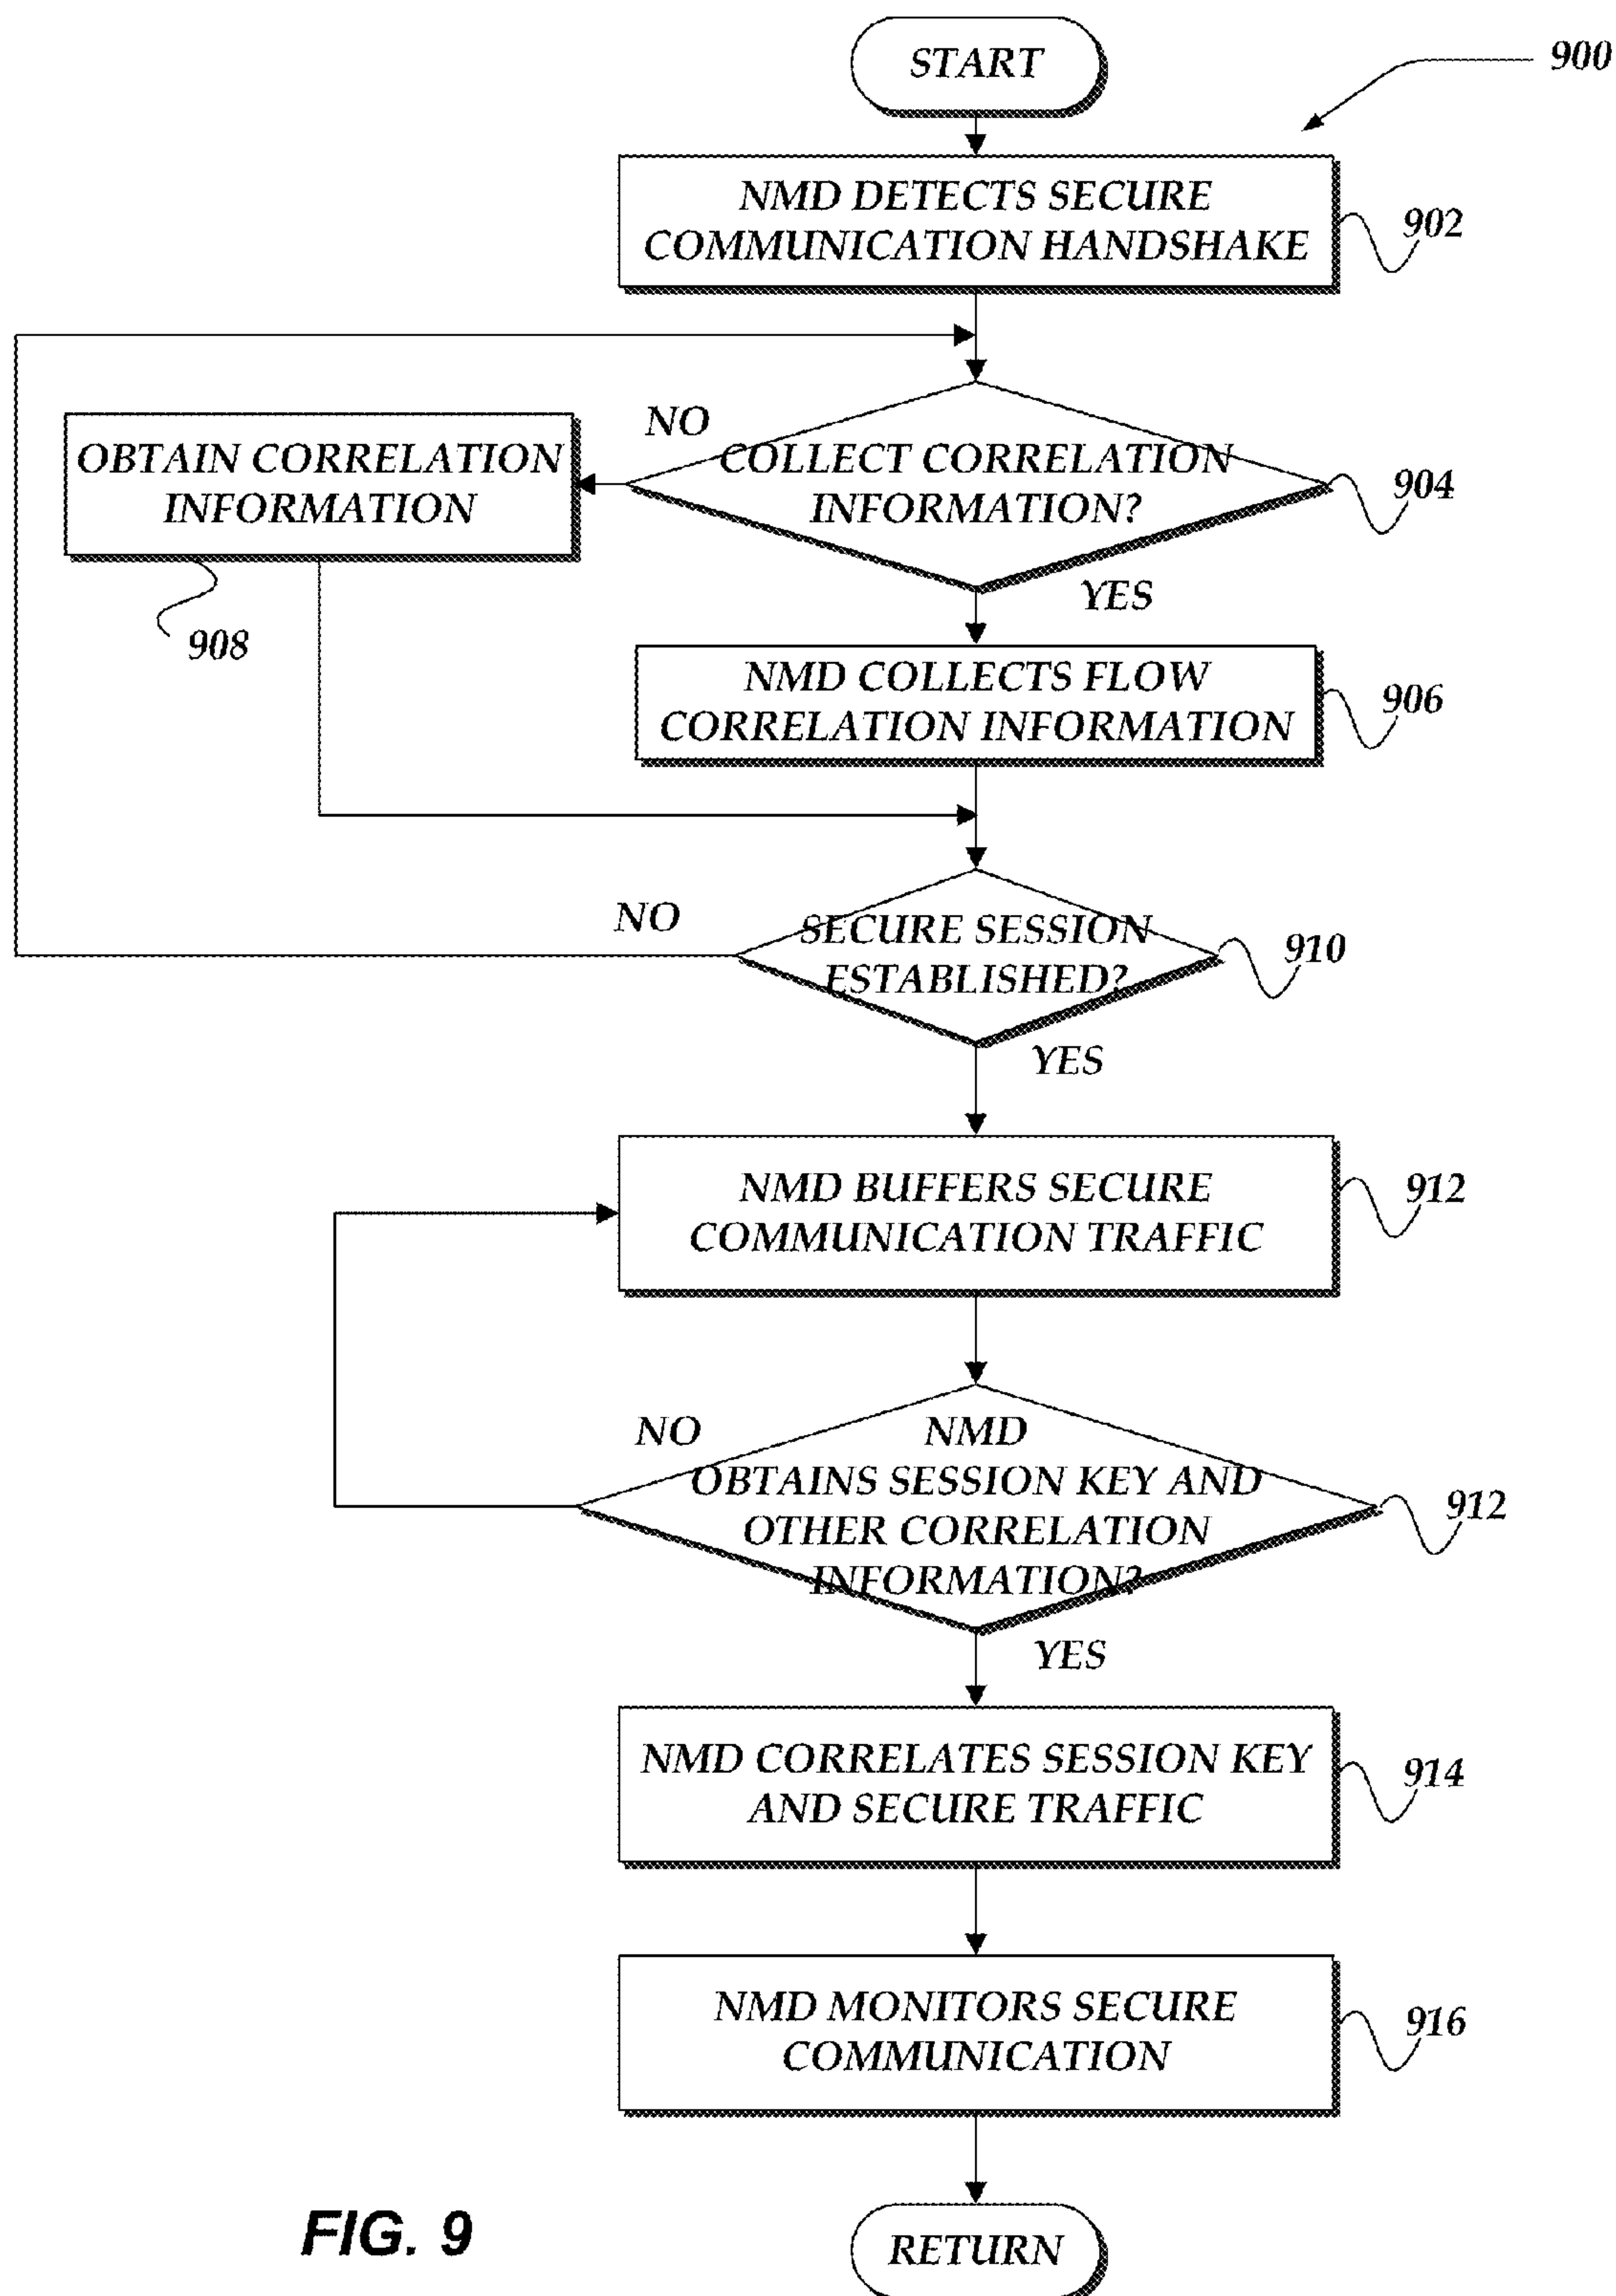 START
900
NMD DETECTS SECURE
COMMUNICATION HANDSHAKE
902
NO
COLLECT CORRELATION
INFORMATION?
904
OBTAIN CORRELATION
INFORMATION
908
YES
NMD COLLECTS FLOW
CORRELATION INFORMATION
906
NO
SECURE SESSION
ESTABLISHED?
910
YES
NMD BUFFERS SECURE
COMMUNICATION TRAFFIC
912
NO
NMD
OBTAINS SESSION KEY AND
OTHER CORRELATION
INFORMATION?
912
YES
NMD CORRELATES SESSION KEY
AND SECURE TRAFFIC
914
NMD MONITORS SECURE
COMMUNICATION
916
RETURN
FIG. 9